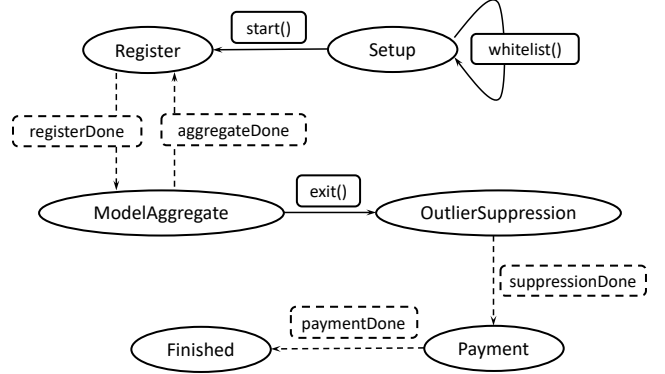 start()
Register
Setup
whitelist()
registerDone
aggregateDone
exit()
ModelAggregate
OutlierSuppression
suppressionDone
paymentDone
Finished
Payment